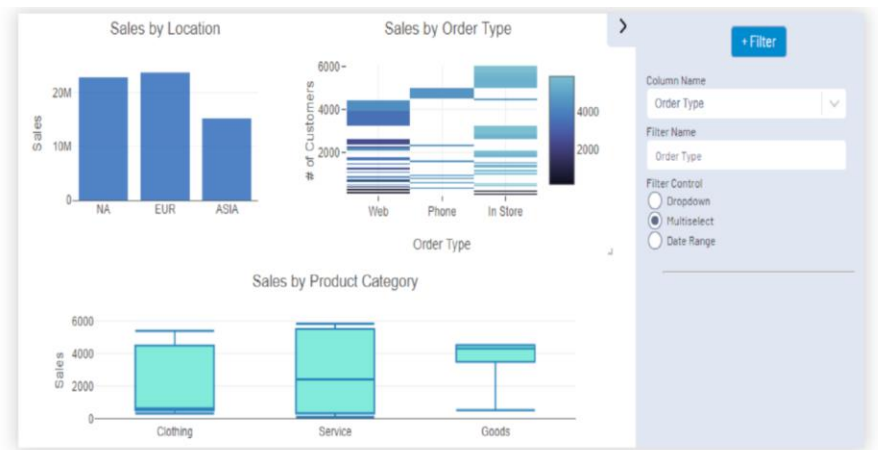 Sales by Location
Sales
20M
10M
0
NA EUR ASIA
Sales by Order Type
# of Customers
6000
4000
2000
Web Phone In Store
Order Type
4000
2000
Sales by Product Category
Sales
6000
4000
2000
0
Clothing Service Goods
+ Filter
Column Name
Order Type
Filter Name
Order Type
Filter Control
Dropdown
Multiselect
Date Range